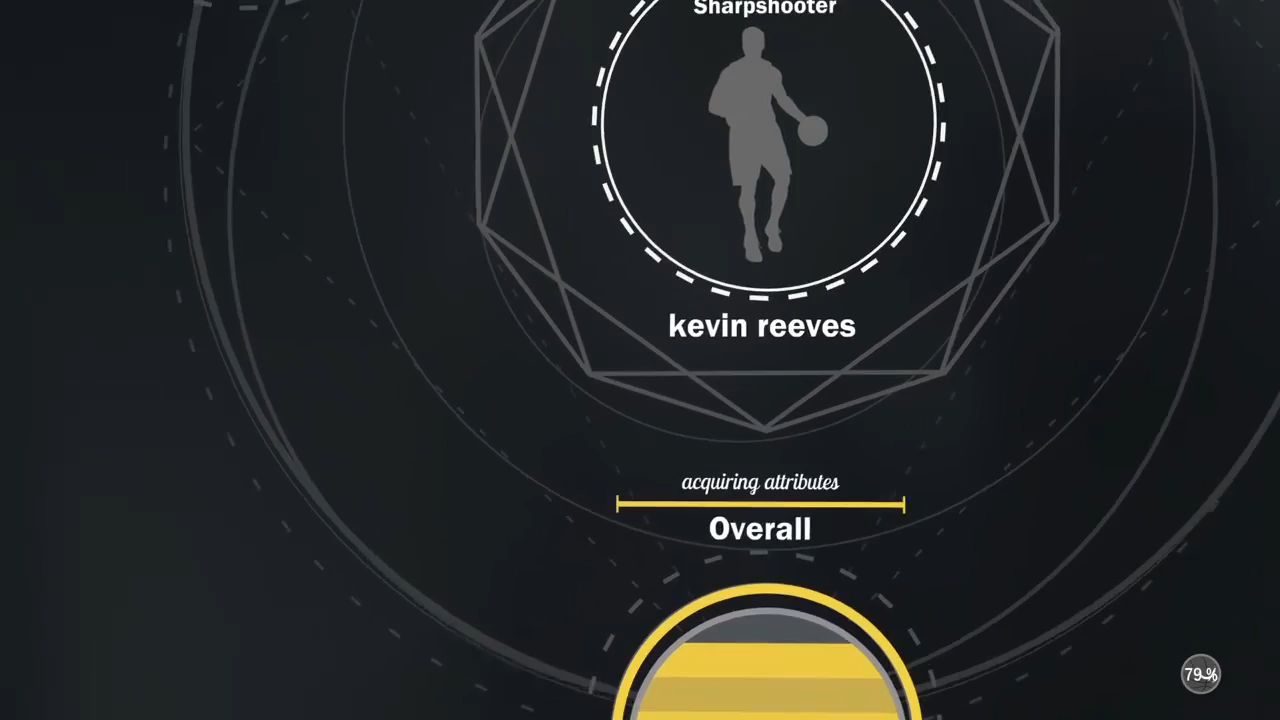 Sharpshooter
kevin reeves
acquiring attributes
Overall
79%